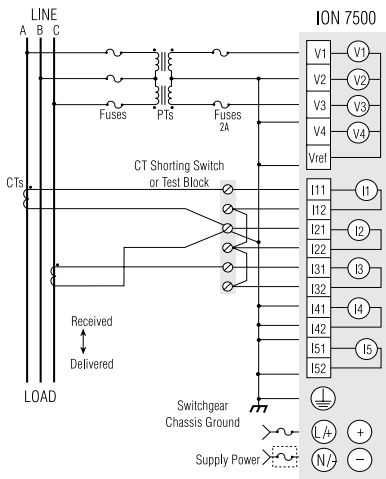 LINE
A B C
ION 7500
V1 V1
V2 V2
V3 V3
V4 V4
Vref
Fuses
PTs
Fuses
2A
CT Shorting Switch
or Test Block
CTs
I11 I1
I12
I21 I2
I22
I31 I3
I32
I41 I4
I42
I51 I5
I52
Received
Delivered
LOAD
Switchgear
Chassis Ground
L/+ +
Supply Power
N/- −